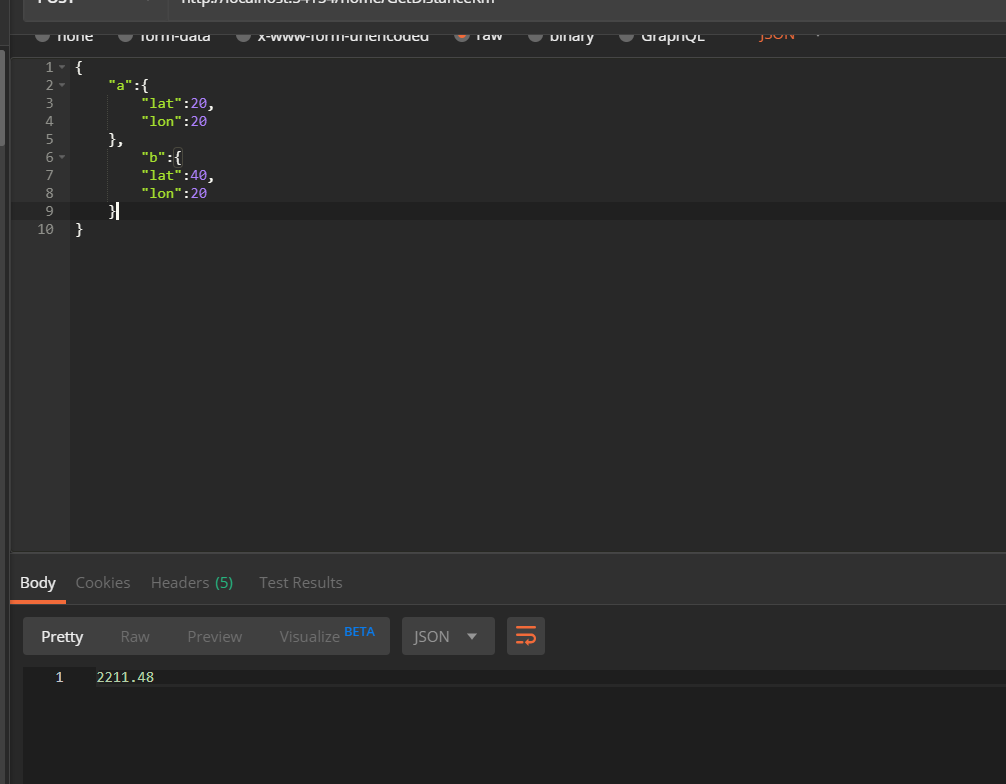 POST http://localhost:54154/home/GetDistanceKm
none form-data x-www-form-urlencoded raw binary GraphQL JSON
1 {
2 "a":{
3 "lat":20,
4 "lon":20
5 },
6 "b":{
7 "lat":40,
8 "lon":20
9 }
10 }
Body Cookies Headers (5) Test Results
Pretty Raw Preview Visualize BETA JSON
1 2211.48